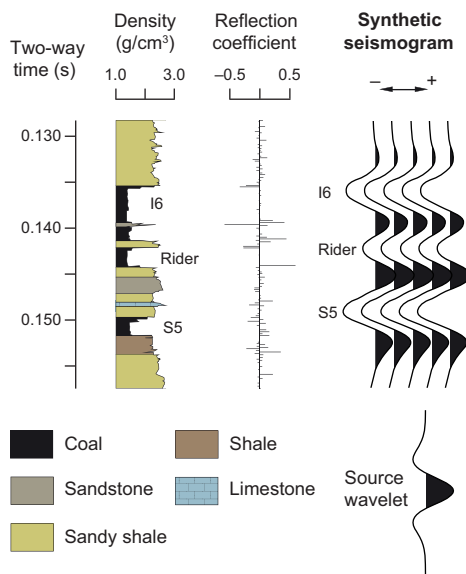 Two-way
time (s)
Density
(g/cm³)
1.0 3.0
Reflection
coefficient
–0.5 0.5
Synthetic
seismogram
– +
0.130
I6
I6
0.140
Rider
Rider
S5
0.150
S5
Coal
Shale
Sandstone
Limestone
Sandy shale
Source
wavelet